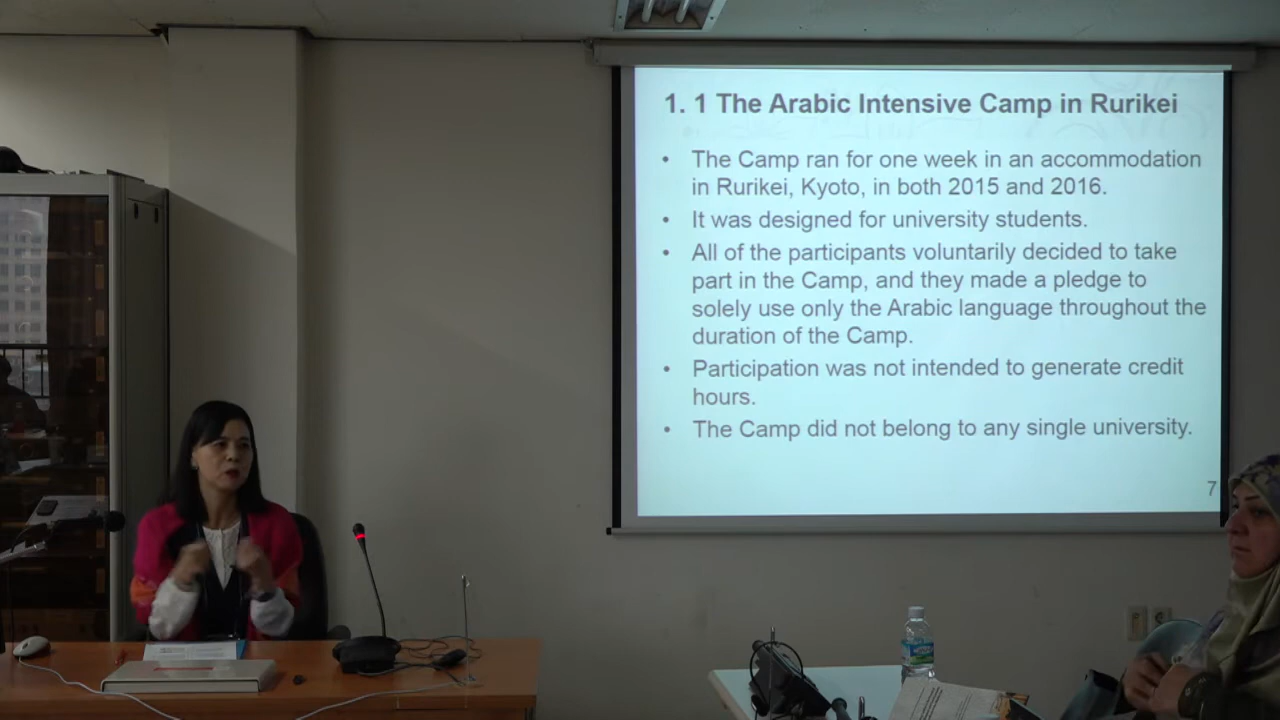 1. 1 The Arabic Intensive Camp in Rurikei
• The Camp ran for one week in an accommodation
in Rurikei, Kyoto, in both 2015 and 2016.
• It was designed for university students.
• All of the participants voluntarily decided to take
part in the Camp, and they made a pledge to
solely use only the Arabic language throughout the
duration of the Camp.
• Participation was not intended to generate credit
hours.
• The Camp did not belong to any single university.
7